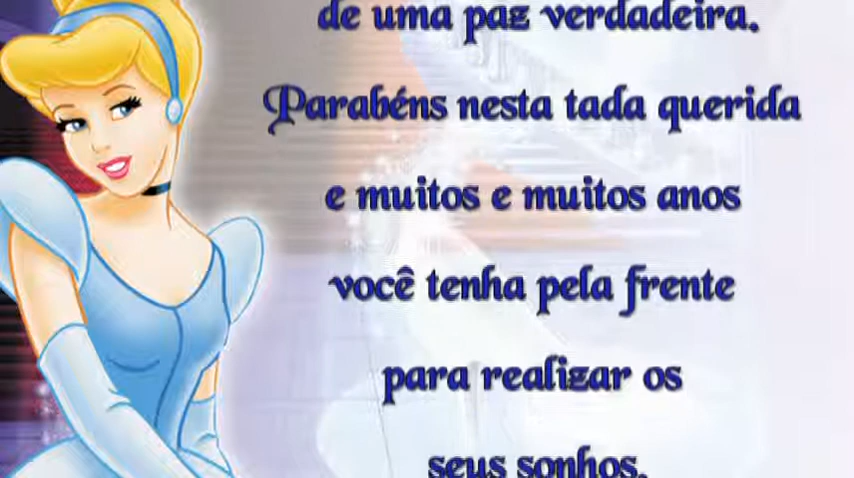 de uma paz verdadeira.
Parabéns nesta tada querida
e muitos e muitos anos
você tenha pela frente
para realizar os
seus sonhos.